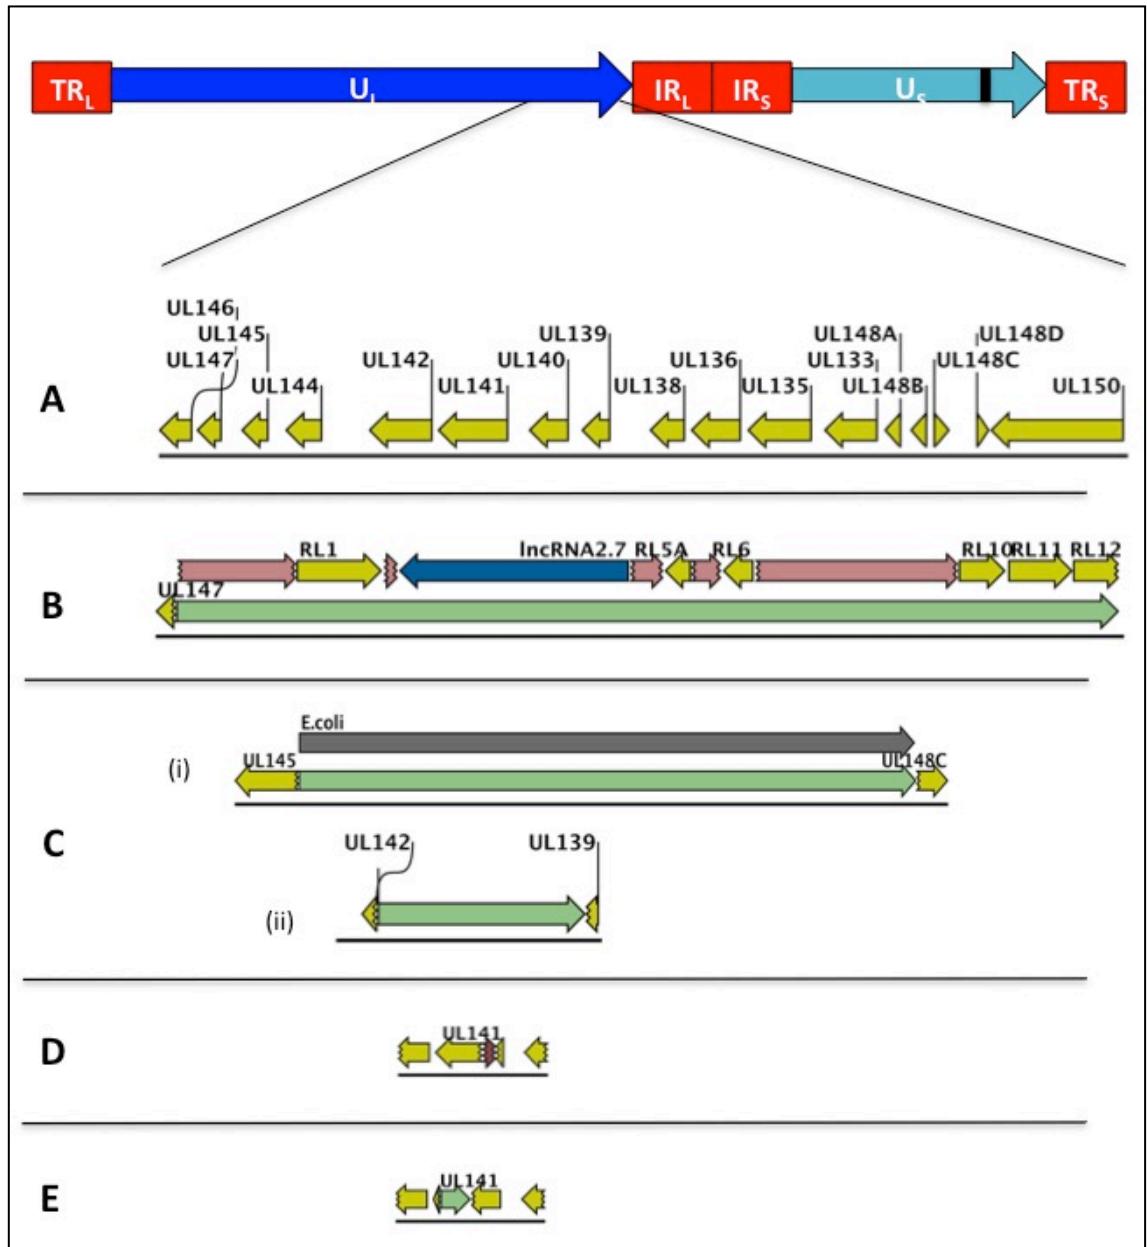 TRL UL IRL IRS US TRS
UL146
UL145 UL139 UL148A UL148D
UL147 UL142 UL140 UL136 UL133 UL148C
UL144 UL141 UL138 UL135 UL148B UL150
A
RL1 lncRNA2.7 RL5A RL6 RL10 RL11 RL12
UL147
B
E.coli
(i) UL145 UL148C
C
UL142 UL139
(ii)
UL141
D
UL141
E